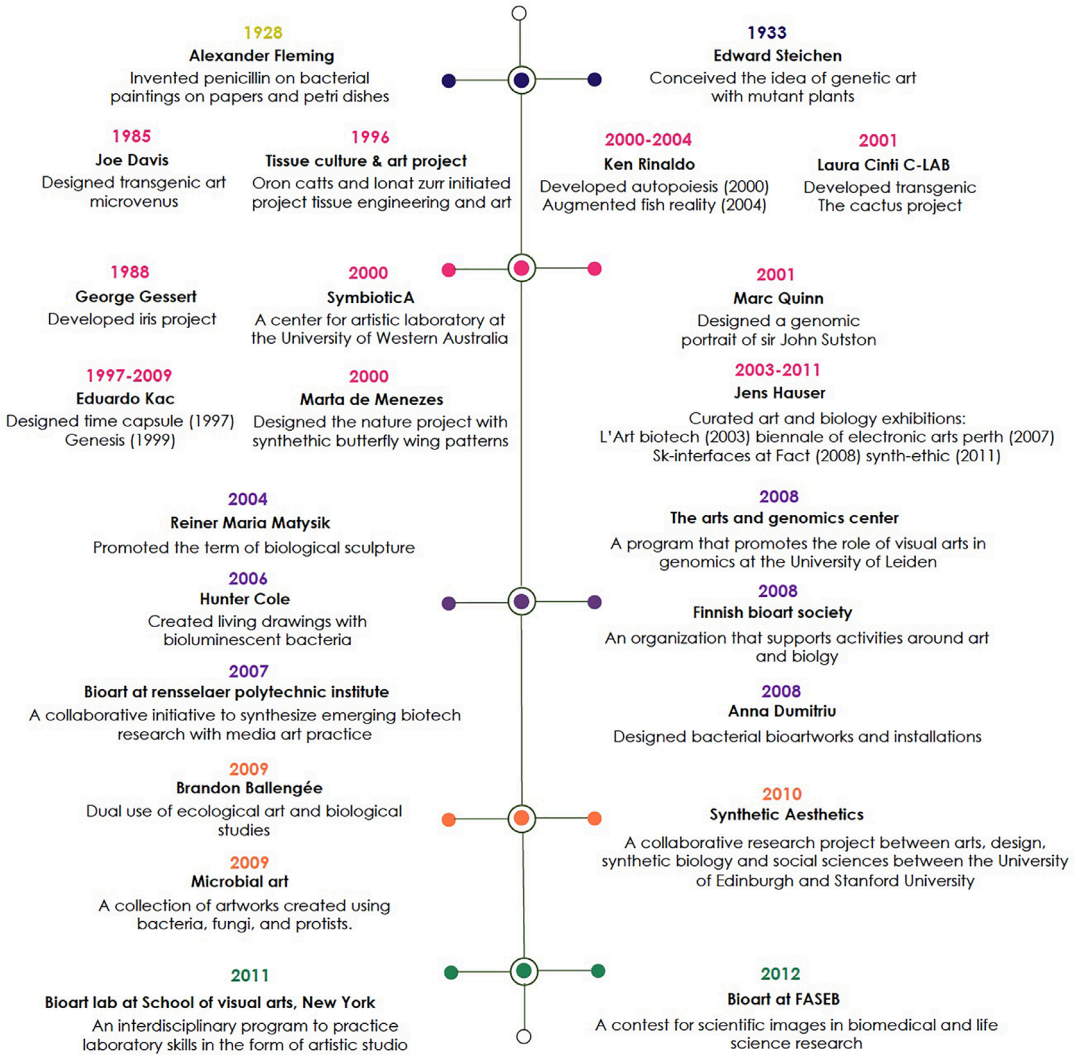 1928
Alexander Fleming
Invented penicillin on bacterial
paintings on papers and petri dishes
1933
Edward Steichen
Conceived the idea of genetic art
with mutant plants
1985
Joe Davis
Designed transgenic art
microvenus
1996
Tissue culture & art project
Oron catts and Ionat zurr initiated
project tissue engineering and art
2000-2004
Ken Rinaldo
Developed autopoiesis (2000)
Augmented fish reality (2004)
2001
Laura Cinti C-LAB
Developed transgenic
The cactus project
1988
George Gessert
Developed iris project
2000
SymbioticA
A center for artistic laboratory at
the University of Western Australia
2001
Marc Quinn
Designed a genomic
portrait of sir John Sutston
1997-2009
Eduardo Kac
Designed time capsule (1997)
Genesis (1999)
2000
Marta de Menezes
Designed the nature project with
synthethic butterfly wing patterns
2003-2011
Jens Hauser
Curated art and biology exhibitions:
L'Art biotech (2003) biennale of electronic arts perth (2007)
Sk-interfaces at Fact (2008) synth-ethic (2011)
2004
Reiner Maria Matysik
Promoted the term of biological sculpture
2008
The arts and genomics center
A program that promotes the role of visual arts in
genomics at the University of Leiden
2006
Hunter Cole
Created living drawings with
bioluminescent bacteria
2008
Finnish bioart society
An organization that supports activities around art
and biolgy
2007
Bioart at rensselaer polytechnic institute
A collaborative initiative to synthesize emerging biotech
research with media art practice
2008
Anna Dumitriu
Designed bacterial bioartworks and installations
2009
Brandon Ballengée
Dual use of ecological art and biological
studies
2010
Synthetic Aesthetics
A collaborative research project between arts, design,
synthetic biology and social sciences between the University
of Edinburgh and Stanford University
2009
Microbial art
A collection of artworks created using
bacteria, fungi, and protists.
2011
Bioart lab at School of visual arts, New York
An interdisciplinary program to practice
laboratory skills in the form of artistic studio
2012
Bioart at FASEB
A contest for scientific images in biomedical and life
science research